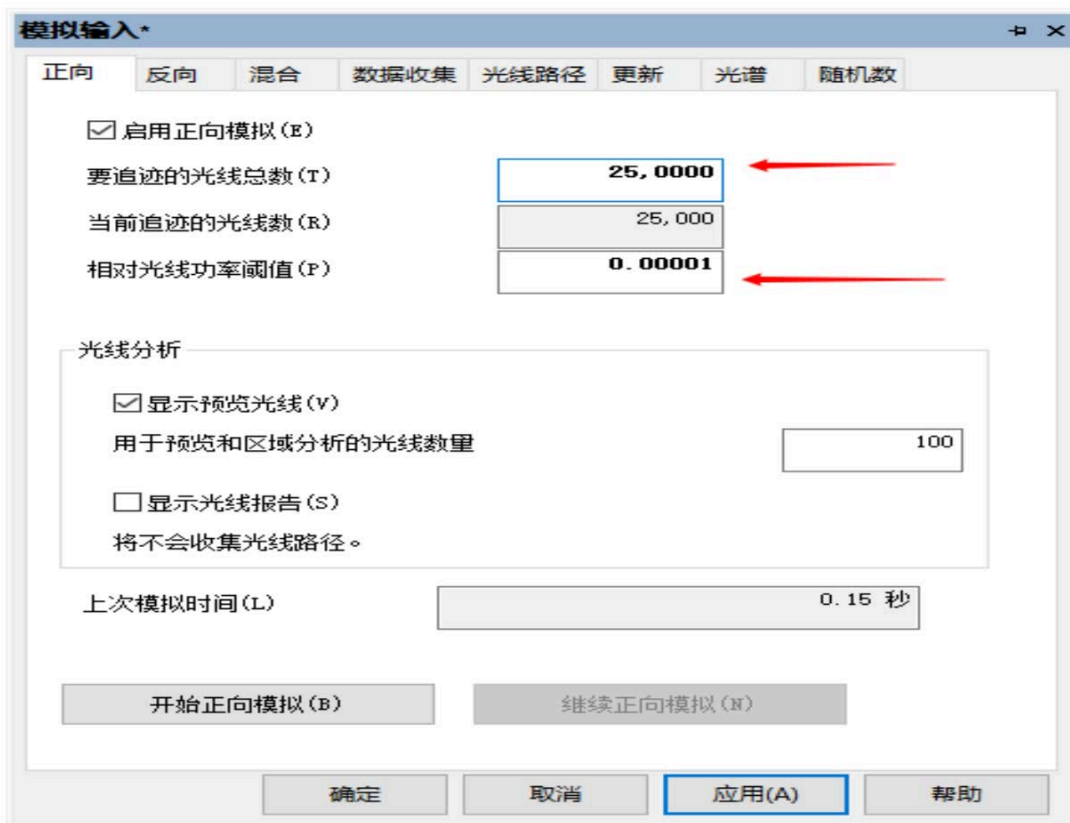 模拟输入*
正向 反向 混合 数据收集 光线路径 更新 光谱 随机数
启用正向模拟(E)
要追迹的光线总数(T) 25,0000
当前追迹的光线数(R) 25,000
相对光线功率阈值(P) 0.00001
光线分析
显示预览光线(V)
用于预览和区域分析的光线数量 100
显示光线报告(S)
将不会收集光线路径。
上次模拟时间(L) 0.15 秒
开始正向模拟(B) 继续正向模拟(N)
确定 取消 应用(A) 帮助